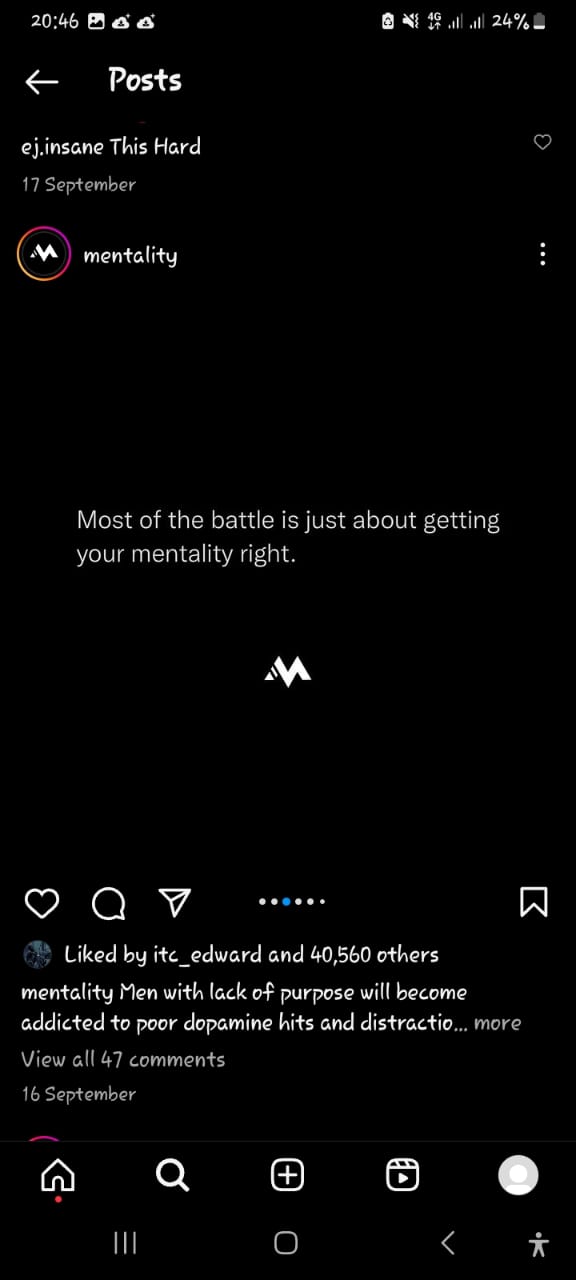 20:46 4G 24%
Posts
ej.insane This Hard
17 September
mentality
Most of the battle is just about getting
your mentality right.
Liked by itc_edward and 40,560 others
mentality Men with lack of purpose will become
addicted to poor dopamine hits and distractio... more
View all 47 comments
16 September